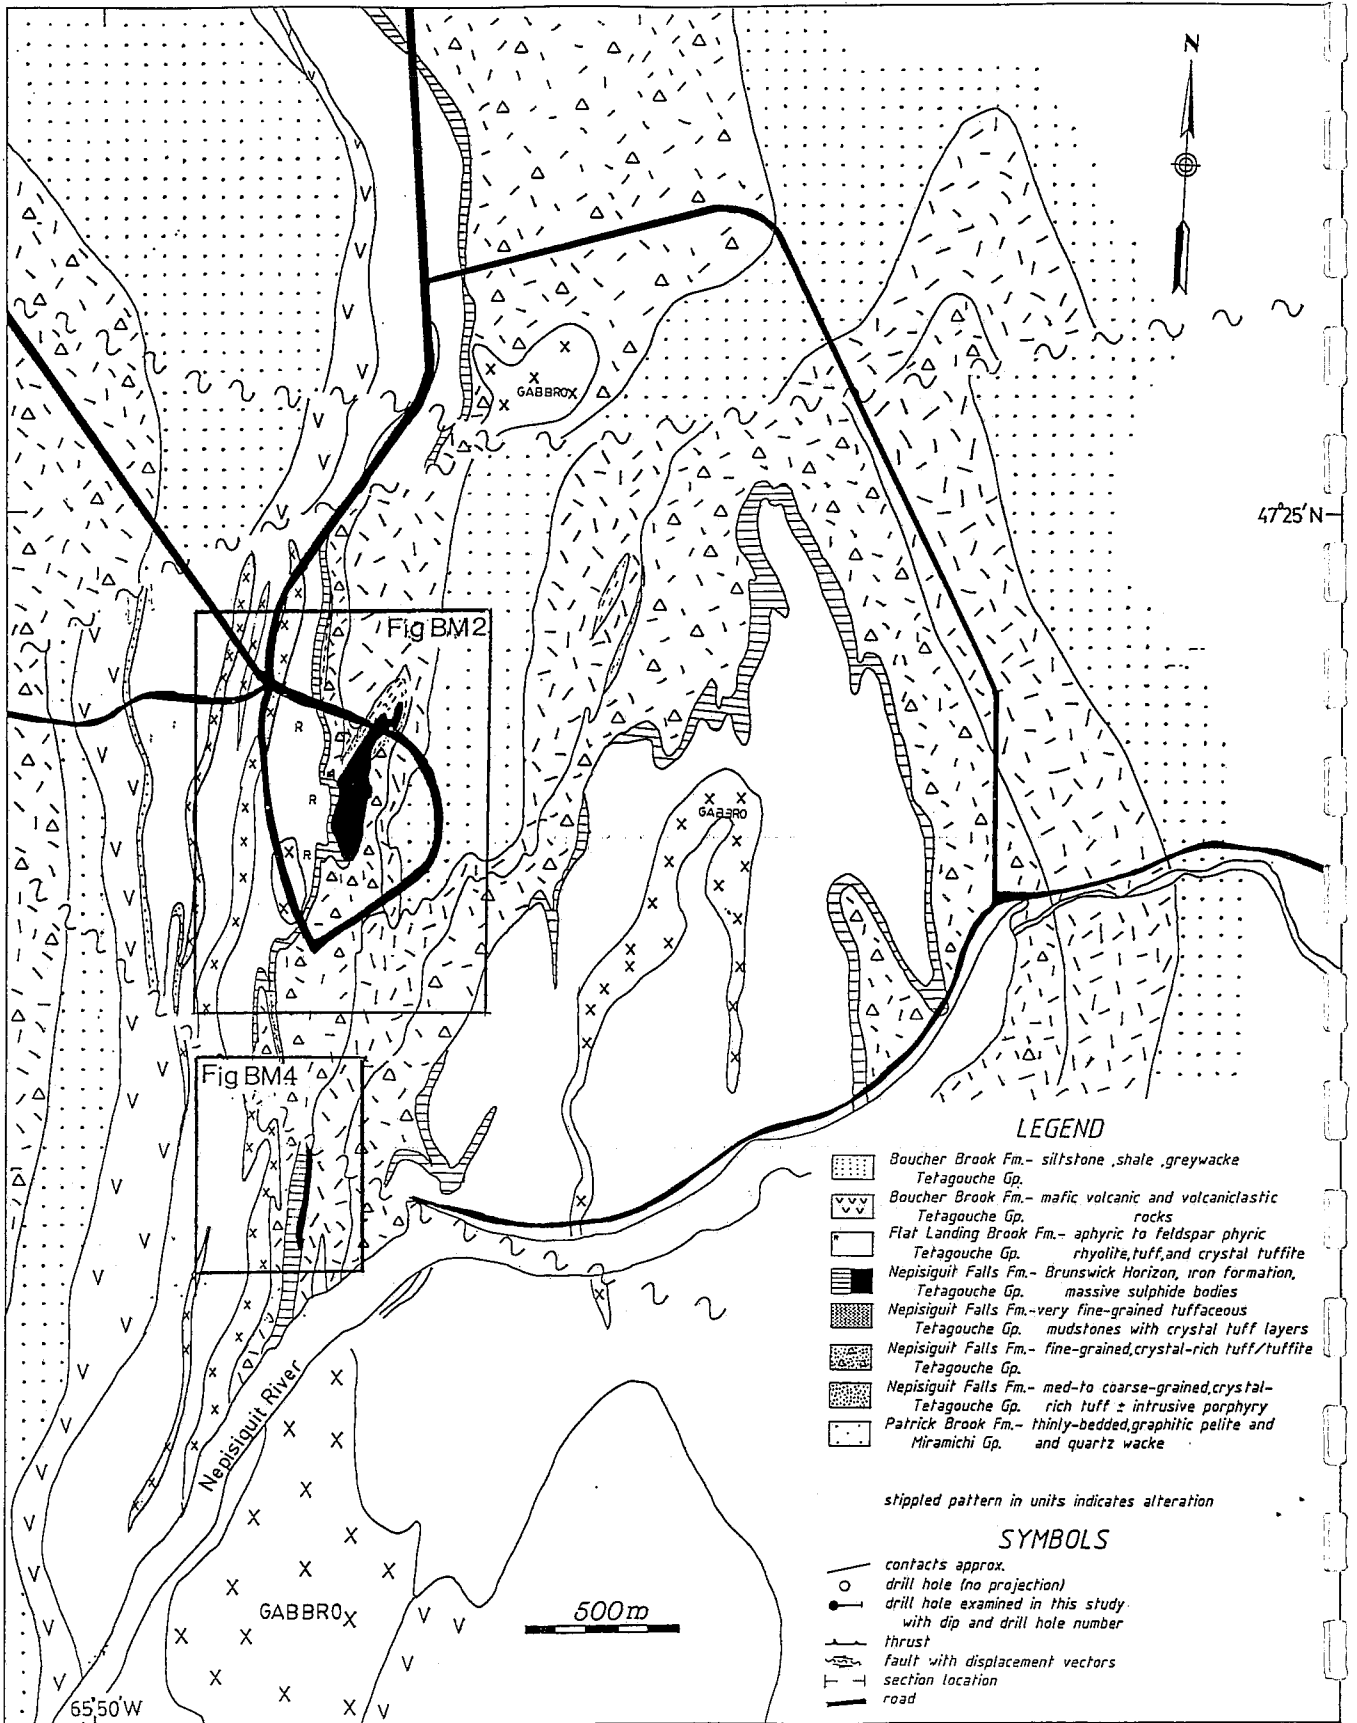 N
GABBRO
47°25'N
Fig BM2
R
R
R
GABBRO
Fig BM4
Nepisiquit River
GABBRO
500m
65°50'W
LEGEND
Boucher Brook Fm.- siltstone ,shale ,greywacke
Tetagouche Gp.
Boucher Brook Fm.- mafic volcanic and volcaniclastic
Tetagouche Gp. rocks
Flat Landing Brook Fm.- aphyric to feldspar phyric
Tetagouche Gp. rhyolite,tuff,and crystal tuffite
Nepisiguit Falls Fm.- Brunswick Horizon, iron formation,
Tetagouche Gp. massive sulphide bodies
Nepisiguit Falls Fm.-very fine-grained tuffaceous
Tetagouche Gp. mudstones with crystal tuff layers
Nepisiguit Falls Fm.- fine-grained,crystal-rich tuff/tuffite
Tetagouche Gp.
Nepisiguit Falls Fm.- med-to coarse-grained,crystal-
Tetagouche Gp. rich tuff ± intrusive porphyry
Patrick Brook Fm.- thinly-bedded,graphitic pelite and
Miramichi Gp. and quartz wacke
stippled pattern in units indicates alteration
SYMBOLS
contacts approx.
drill hole (no projection)
drill hole examined in this study
with dip and drill hole number
thrust
fault with displacement vectors
section location
road